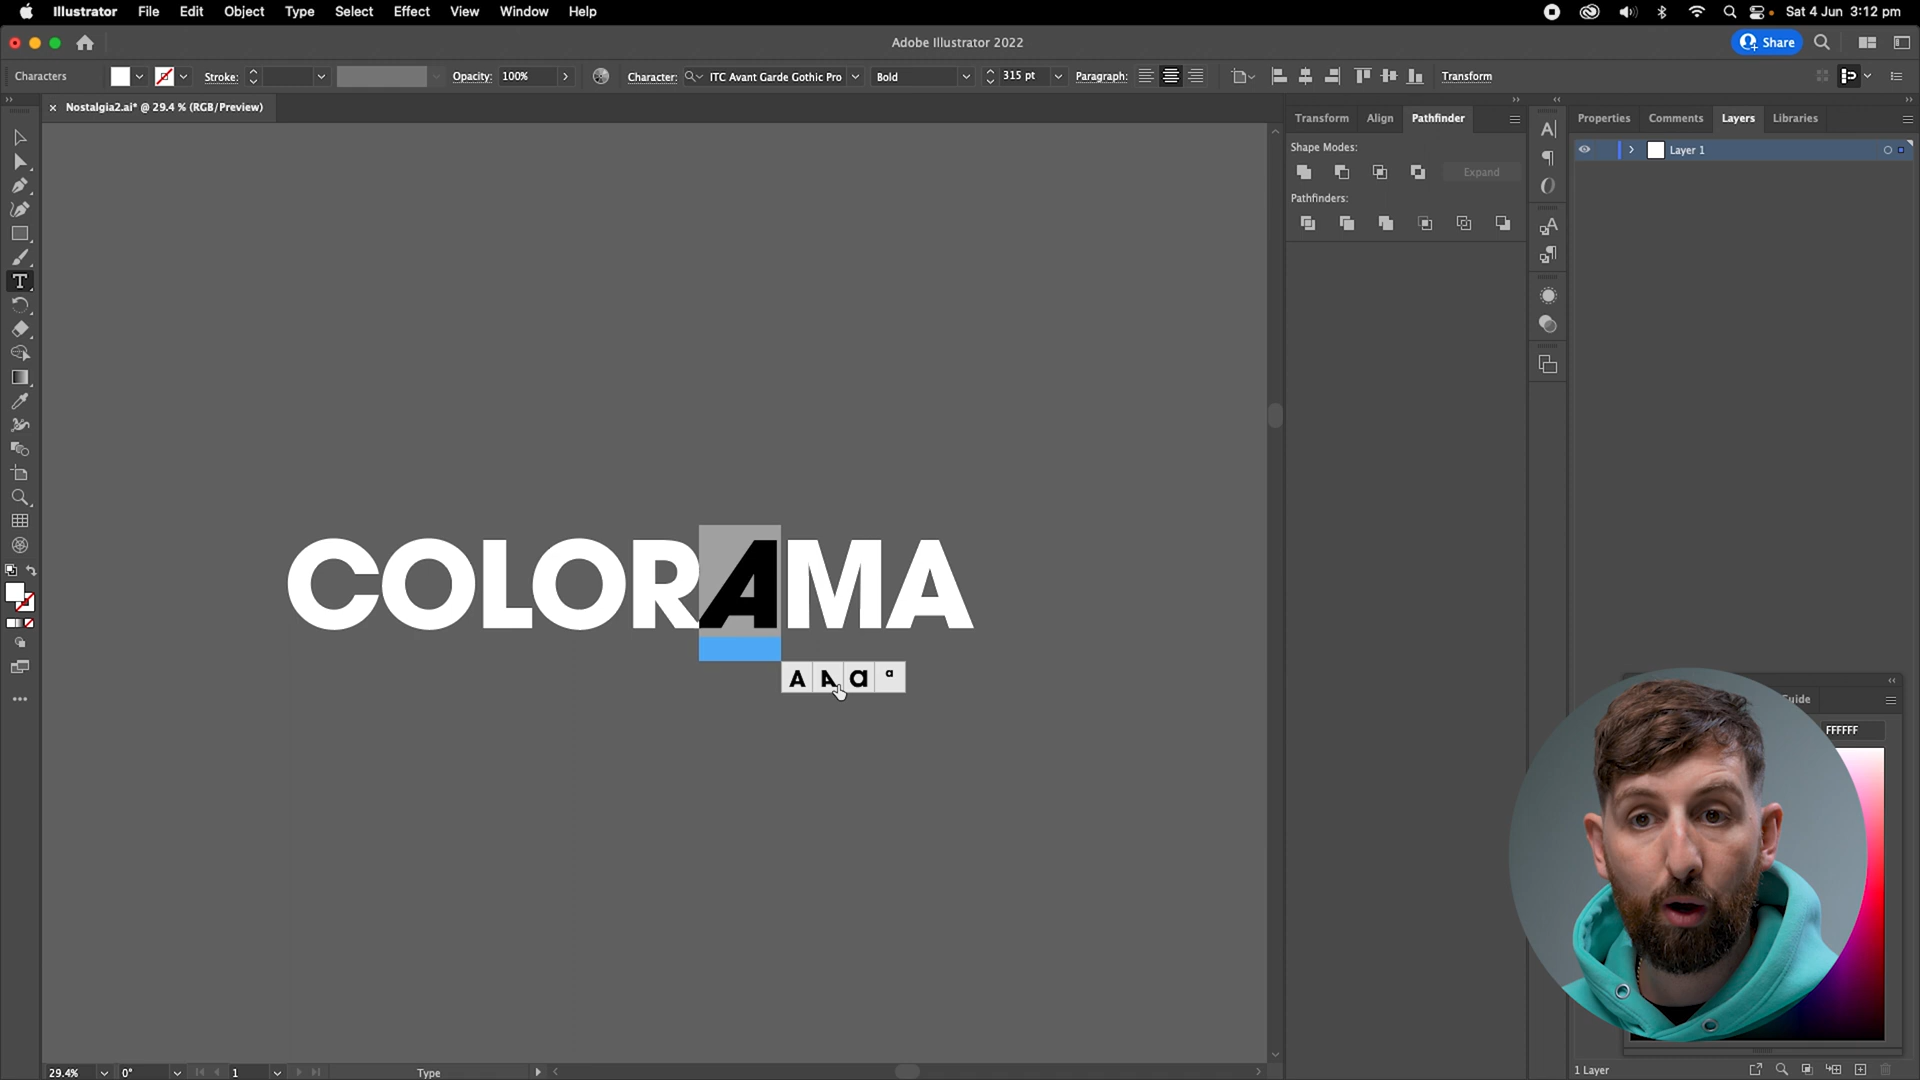 Illustrator File Edit Object Type Select Effect View Window Help Sat 4 Jun 3:12 pm
Adobe Illustrator 2022
Share
Characters Stroke: Opacity: 100% Character: ITC Avant Garde Gothic Pro Bold 315 pt Paragraph: Transform
× Nostalgia2.ai* @ 29.4 % (RGB/Preview)
Transform Align Pathfinder
Properties Comments Layers Libraries
Shape Modes:
Expand
Layer 1
Pathfinders:
COLORAMA
A A a a
Guide
FFFFFF
29.4% 0° 1 Type
1 Layer